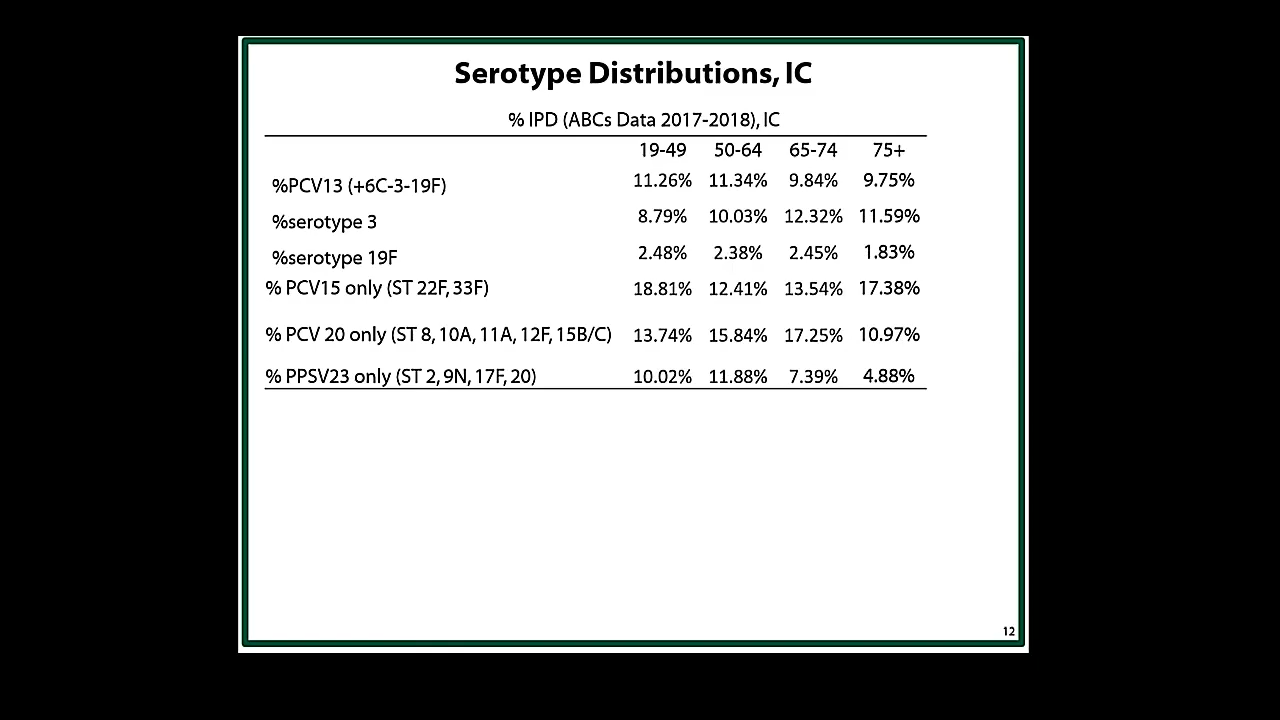 Serotype Distributions, IC
% IPD (ABCs Data 2017-2018), IC
19-49 50-64 65-74 75+
%PCV13 (+6C-3-19F) 11.26% 11.34% 9.84% 9.75%
%serotype 3 8.79% 10.03% 12.32% 11.59%
%serotype 19F 2.48% 2.38% 2.45% 1.83%
% PCV15 only (ST 22F, 33F) 18.81% 12.41% 13.54% 17.38%
% PCV 20 only (ST 8, 10A, 11A, 12F, 15B/C) 13.74% 15.84% 17.25% 10.97%
% PPSV23 only (ST 2, 9N, 17F, 20) 10.02% 11.88% 7.39% 4.88%
12